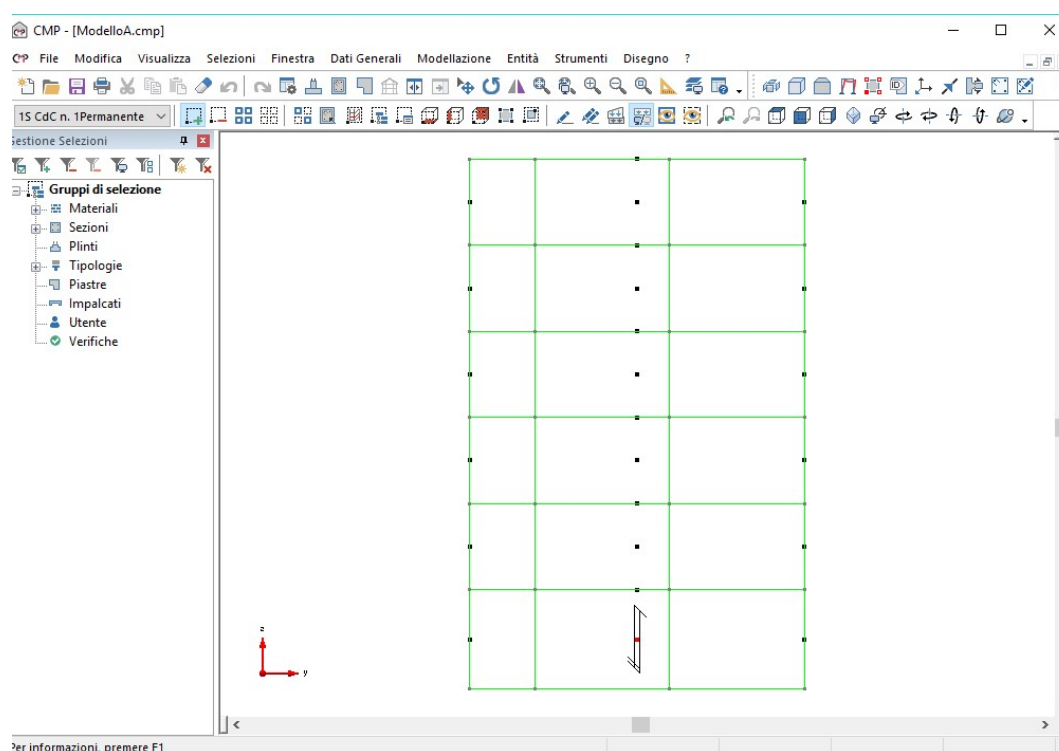 CMP - [ModelloA.cmp]
File Modifica Visualizza Selezioni Finestra Dati Generali Modellazione Entità Strumenti Disegno ?
1S CdC n. 1Permanente
Gestione Selezioni
Gruppi di selezione
Materiali
Sezioni
Plinti
Tipologie
Piastre
Impalcati
Utente
Verifiche
z
y
Per informazioni, premere F1